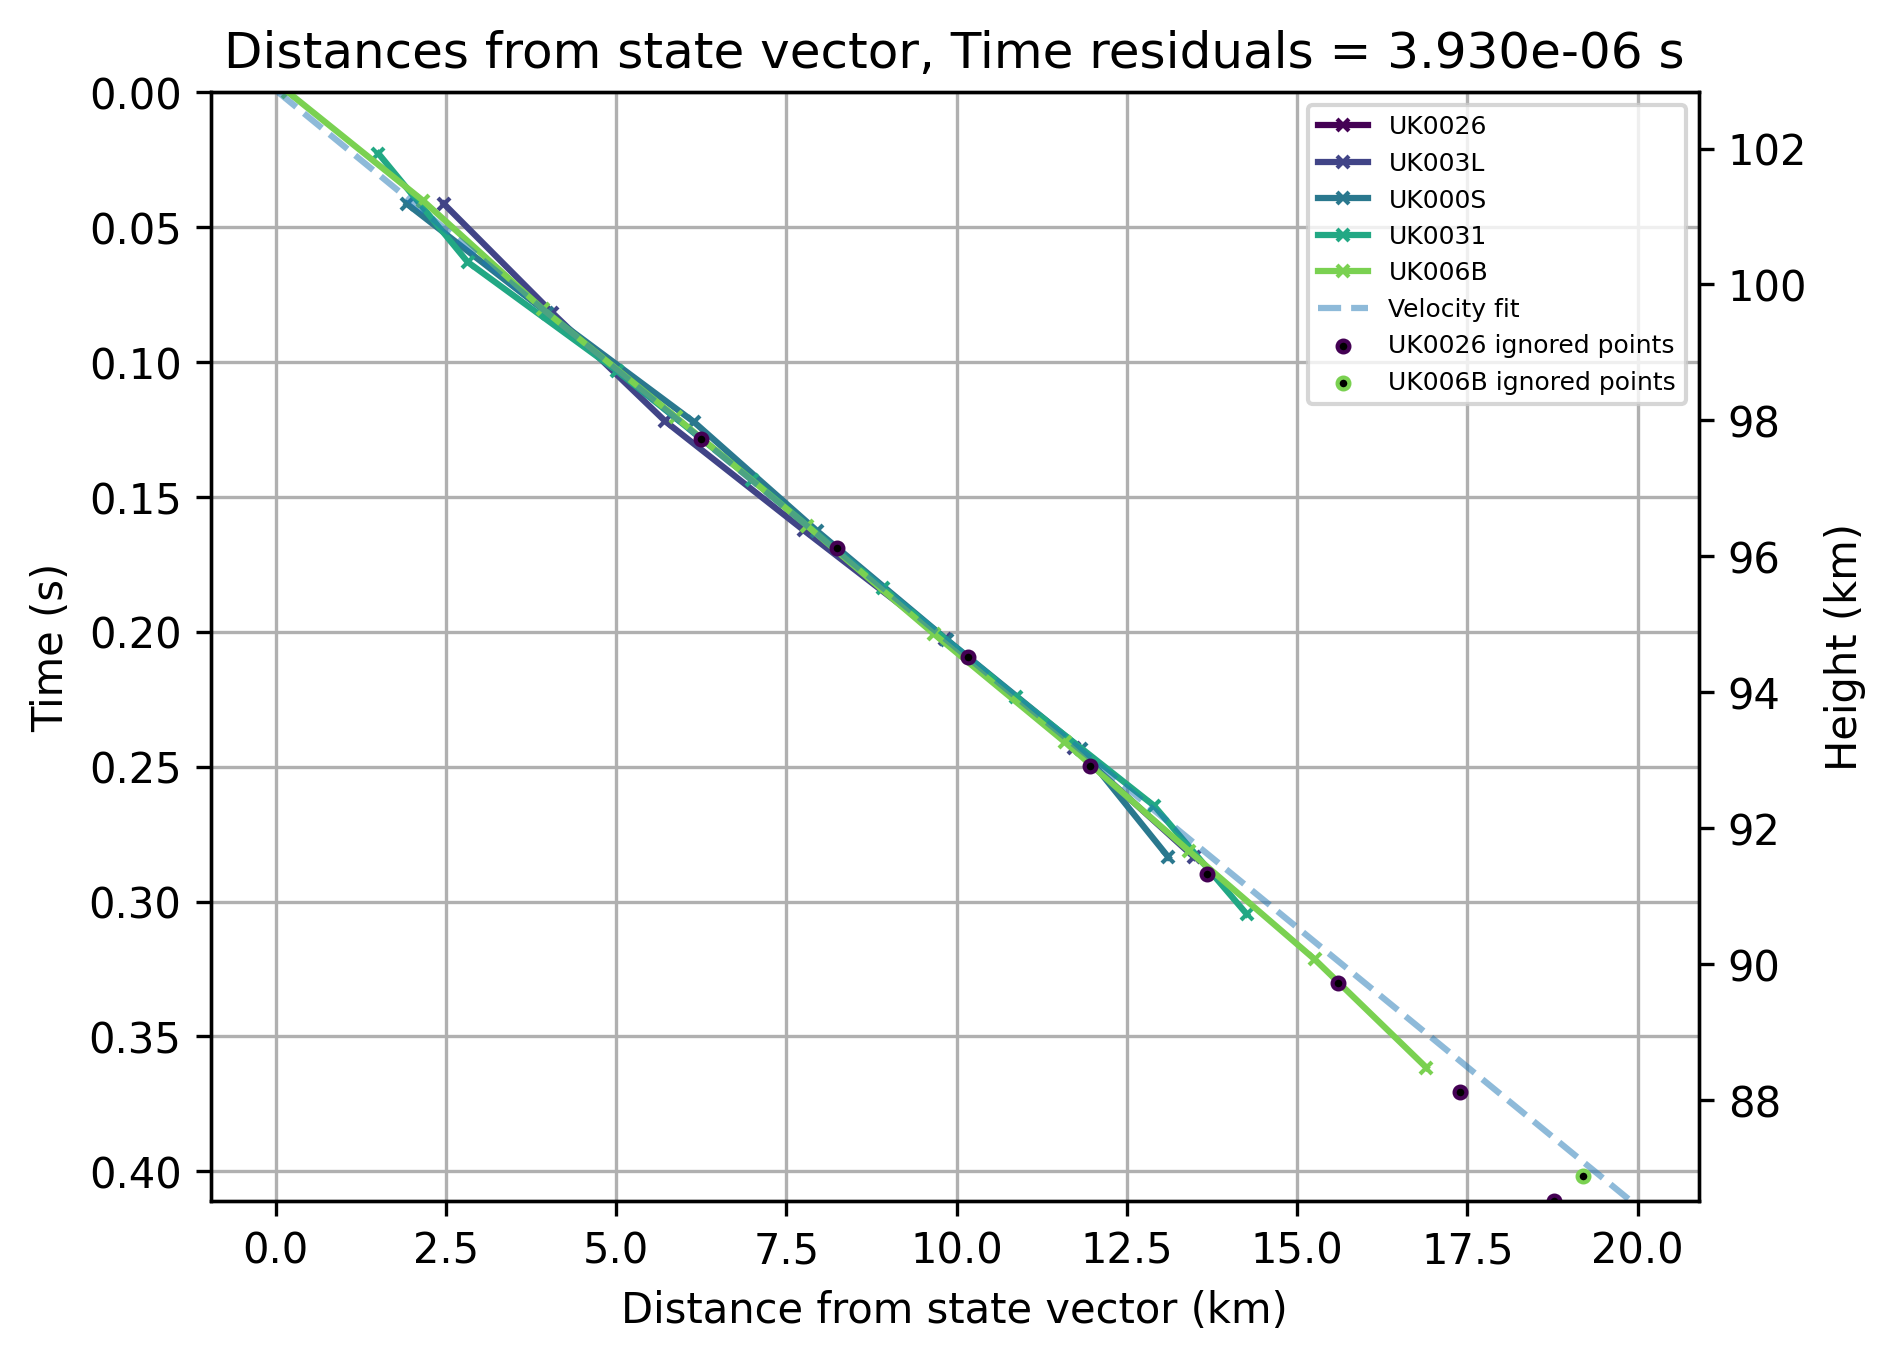 Distances from state vector, Time residuals = 3.930e-06 s
0.00
0.05
0.10
0.15
0.20
0.25
0.30
0.35
0.40
Time (s)
UK0026
UK003L
UK000S
UK0031
UK006B
Velocity fit
UK0026 ignored points
UK006B ignored points
102
100
98
96
94
92
90
88
Height (km)
0.0 2.5 5.0 7.5 10.0 12.5 15.0 17.5 20.0
Distance from state vector (km)